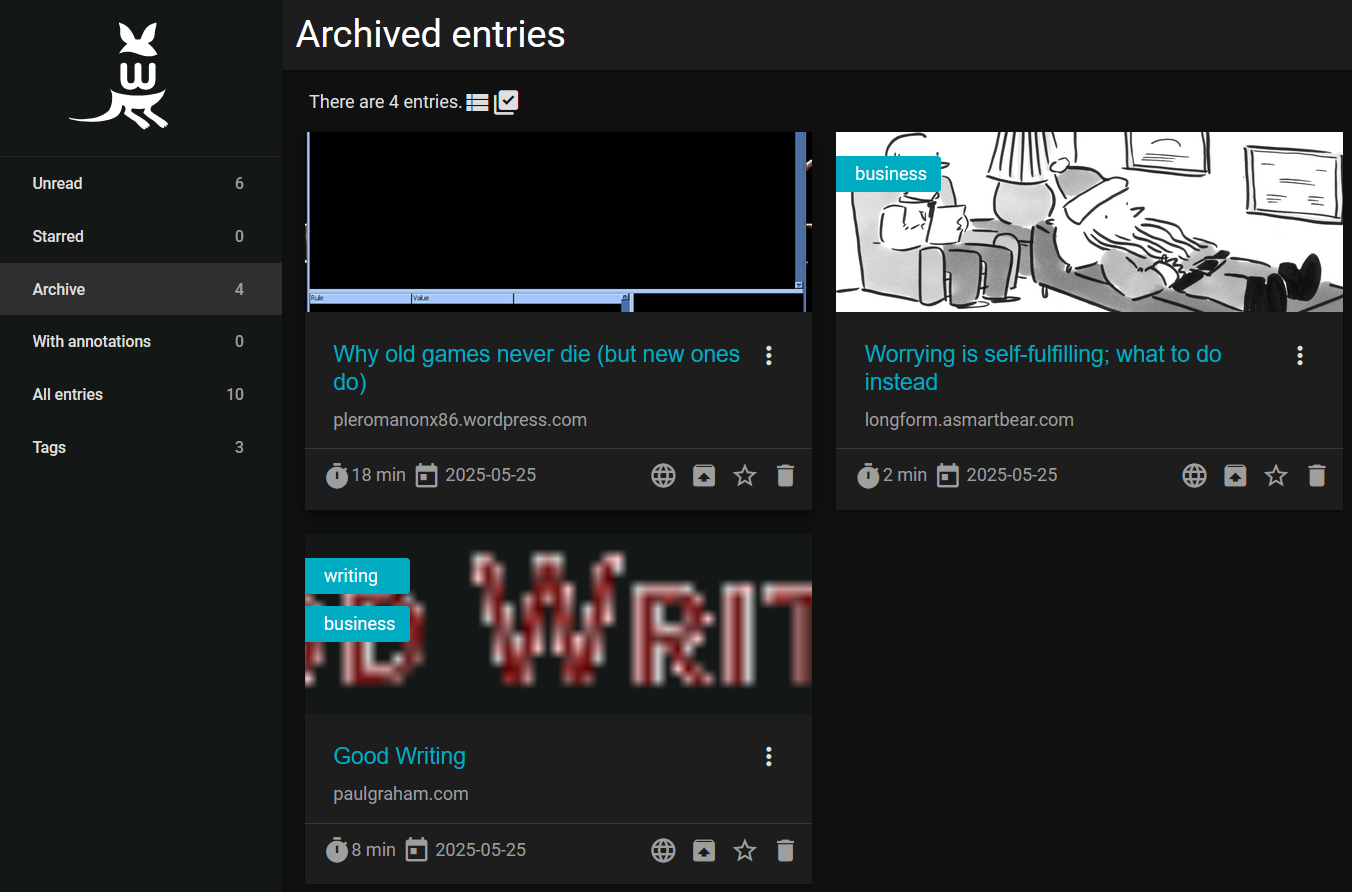 Archived entries
There are 4 entries.
Unread 6
Starred 0
Archive 4
With annotations 0
All entries 10
Tags 3
Rule Value
Why old games never die (but new ones
do)
pleromanonx86.wordpress.com
18 min 2025-05-25
business
Worrying is self-fulfilling; what to do
instead
longform.asmartbear.com
2 min 2025-05-25
writing
business
D WRIT
Good Writing
paulgraham.com
8 min 2025-05-25